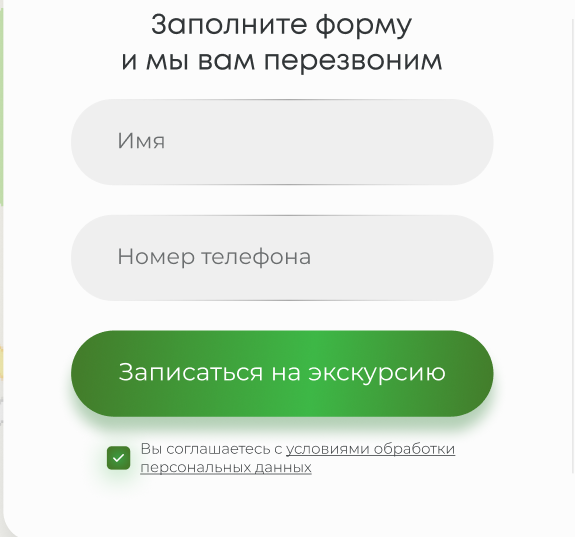 Заполните форму
и мы вам перезвоним
Имя
Номер телефона
Записаться на экскурсию
Вы соглашаетесь с условиями обработки
персональных данных